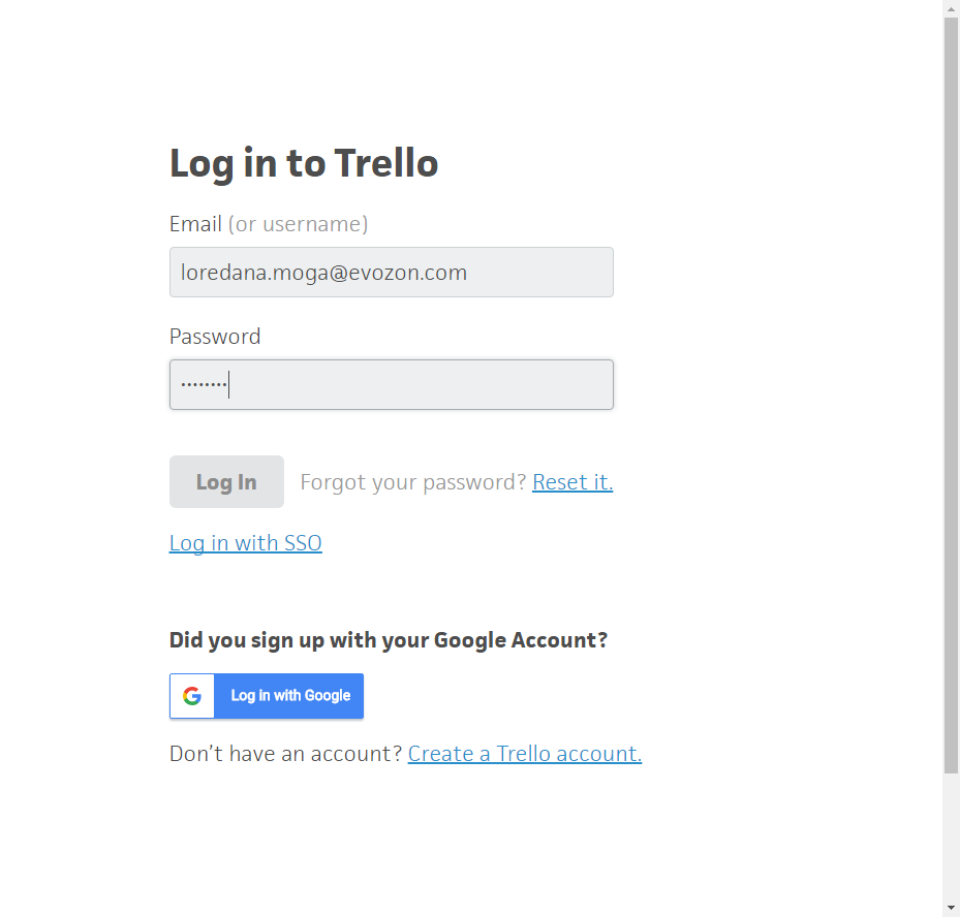 Log in to Trello
Email (or username)
loredana.moga@evozon.com
Password
••••••••
Log In Forgot your password? Reset it.
Log in with SSO
Did you sign up with your Google Account?
Log in with Google
Don’t have an account? Create a Trello account.